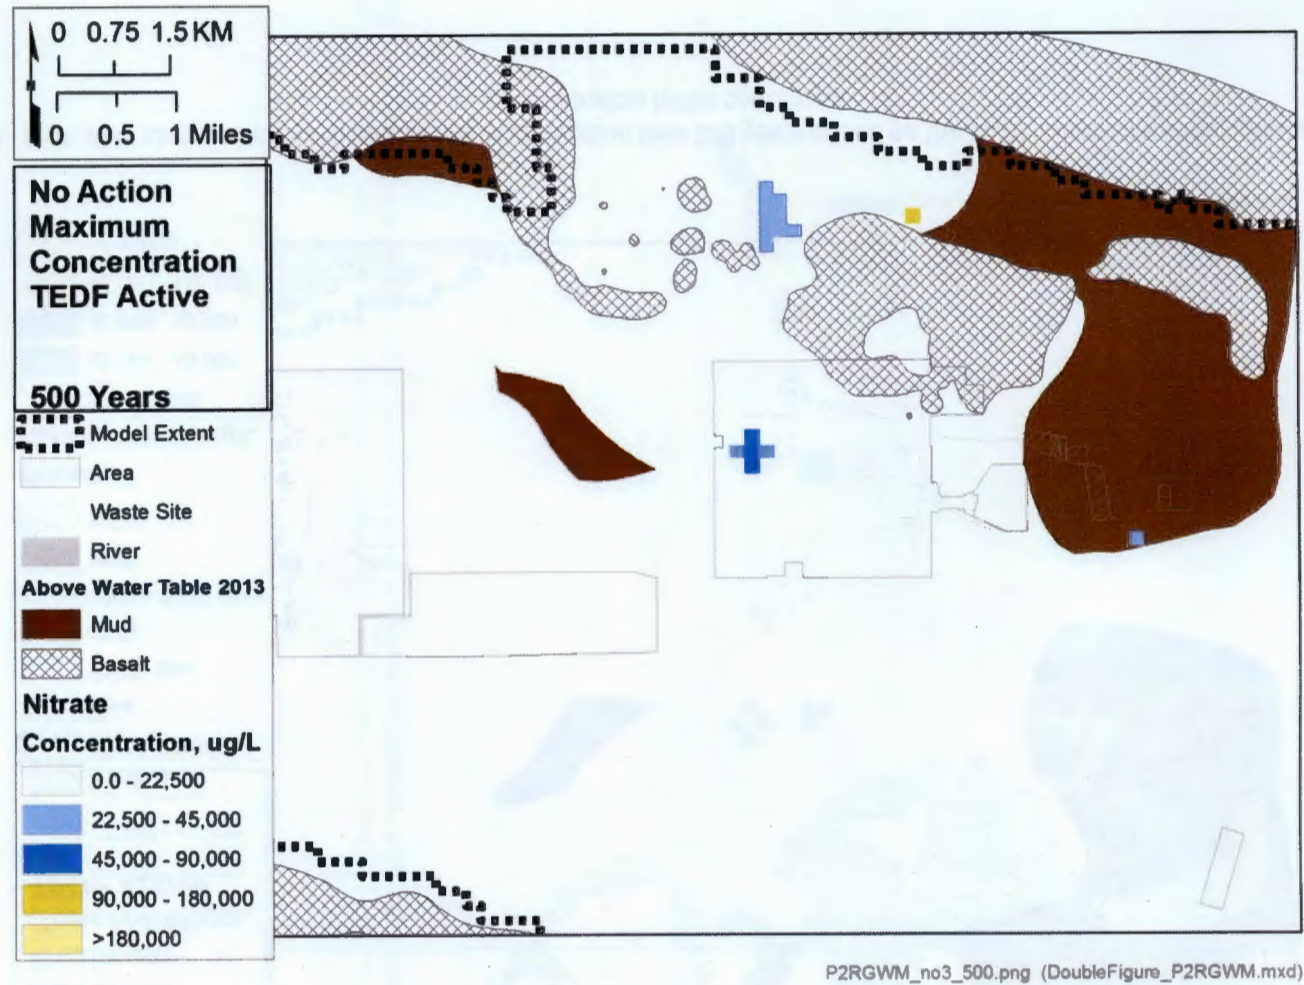 0 0.75 1.5 KM
0 0.5 1 Miles
No Action
Maximum
Concentration
TEDF Active
500 Years
Model Extent
Area
Waste Site
River
Above Water Table 2013
Mud
Basalt
Nitrate
Concentration, ug/L
0.0 - 22,500
22,500 - 45,000
45,000 - 90,000
90,000 - 180,000
>180,000
P2RGWM_no3_500.png (DoubleFigure_P2RGWM.mxd)